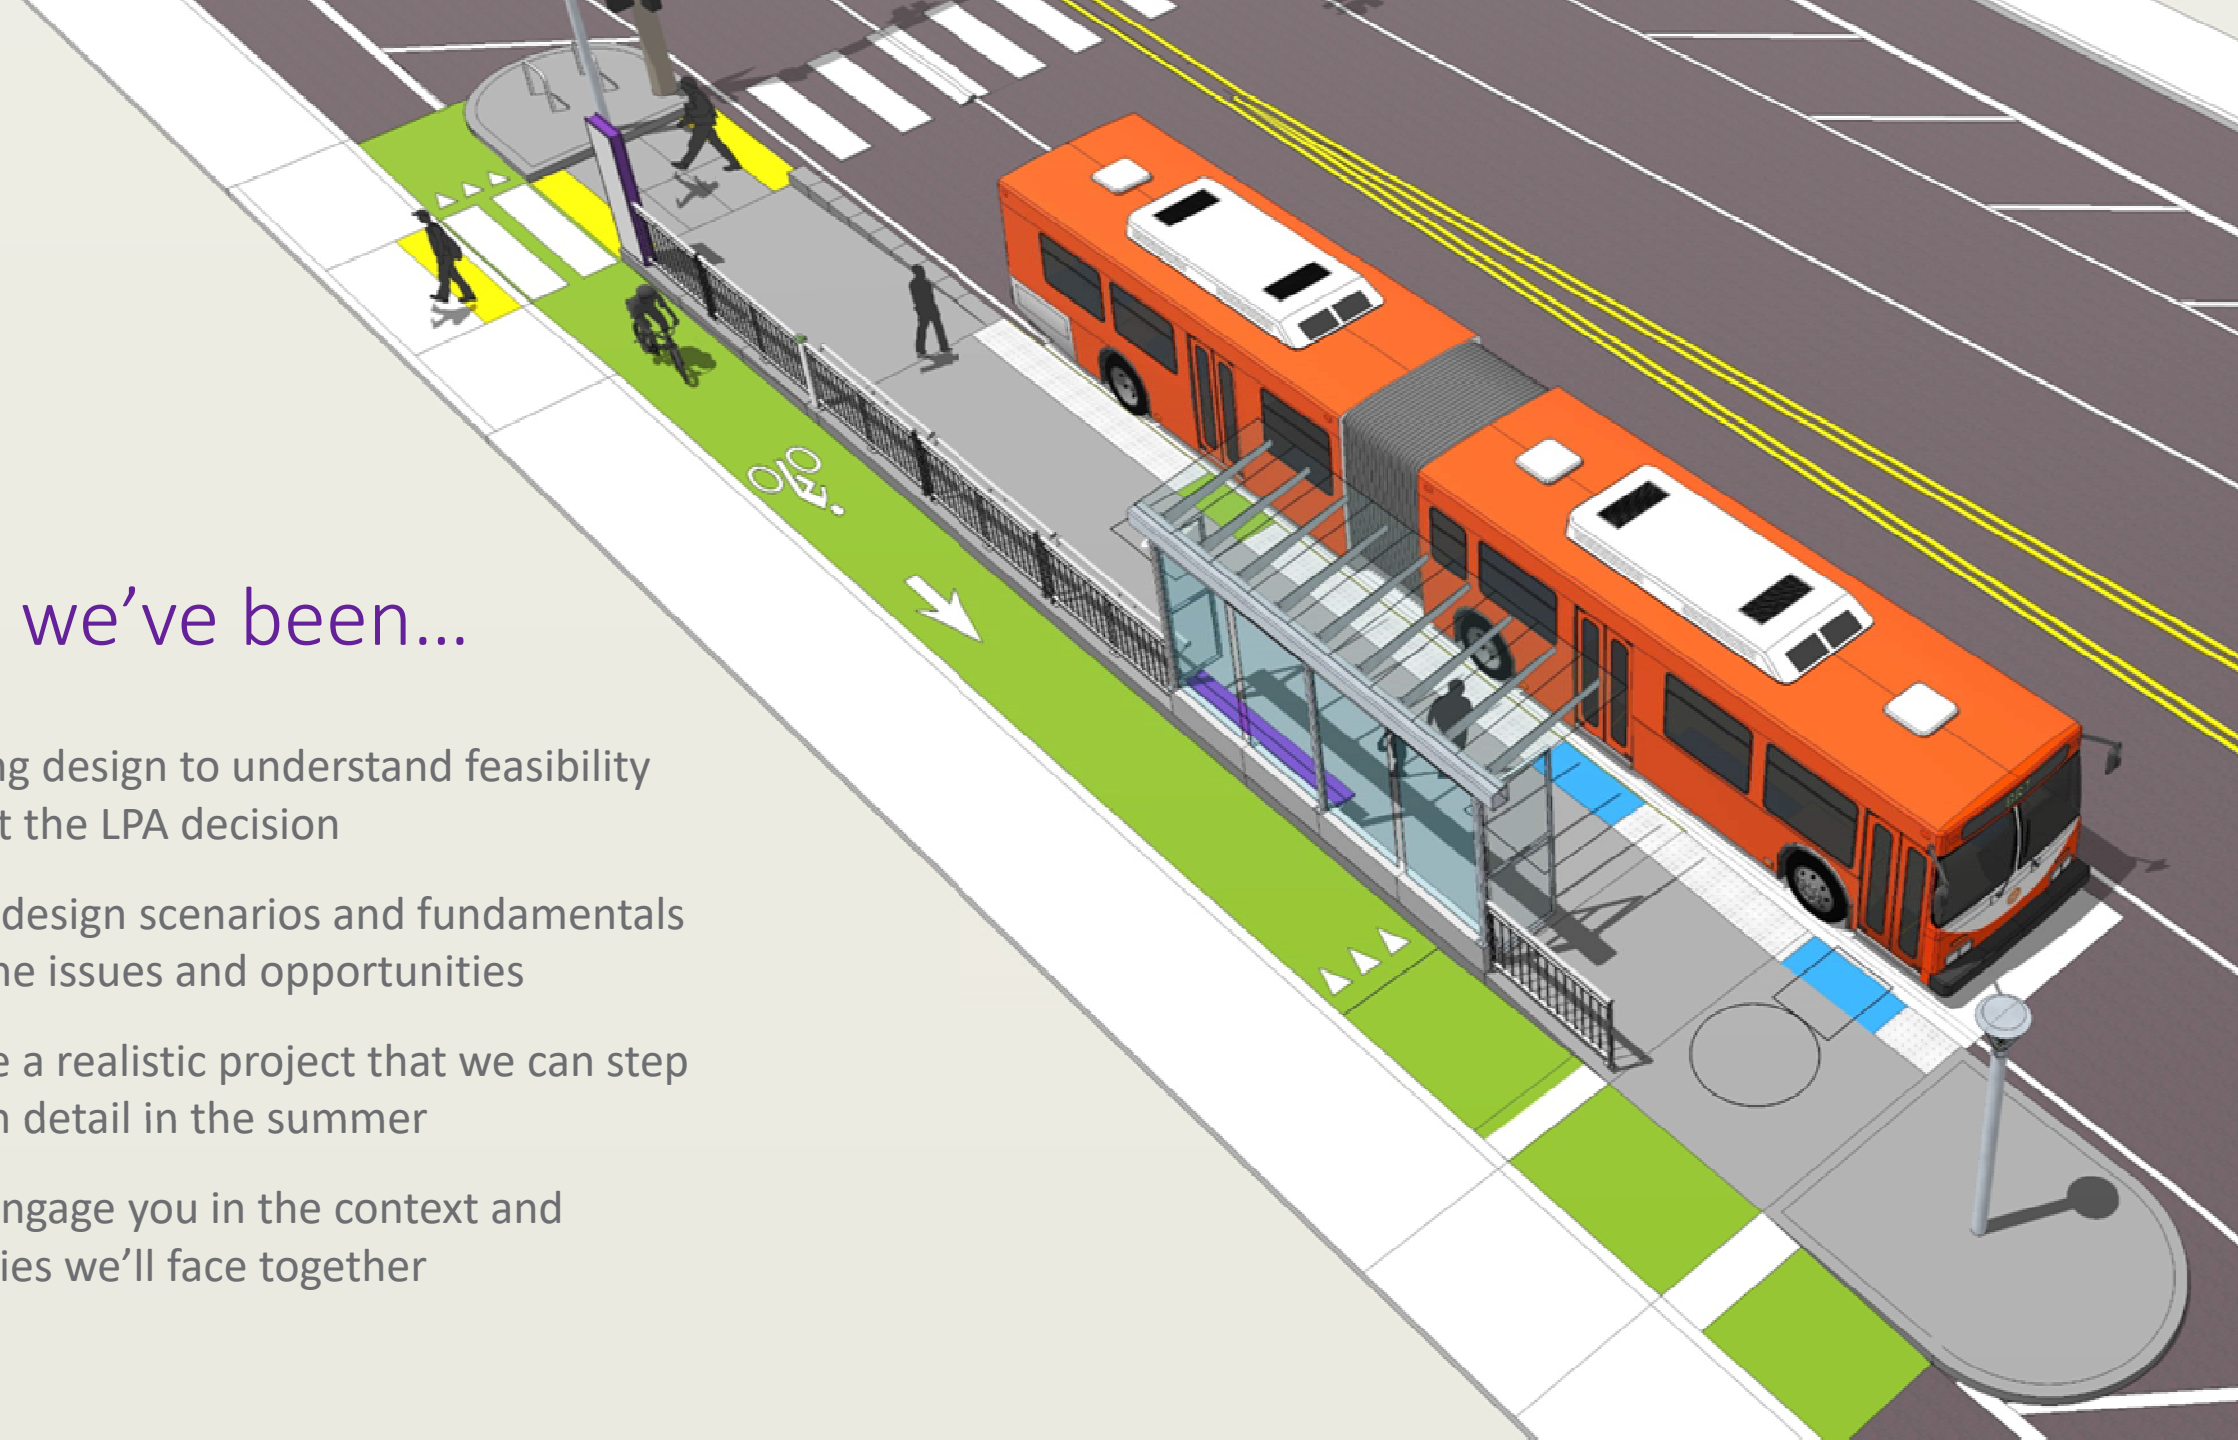 we’ve been…
ng design to understand feasibility
t the LPA decision
design scenarios and fundamentals
ne issues and opportunities
e a realistic project that we can step
n detail in the summer
ngage you in the context and
ies we’ll face together